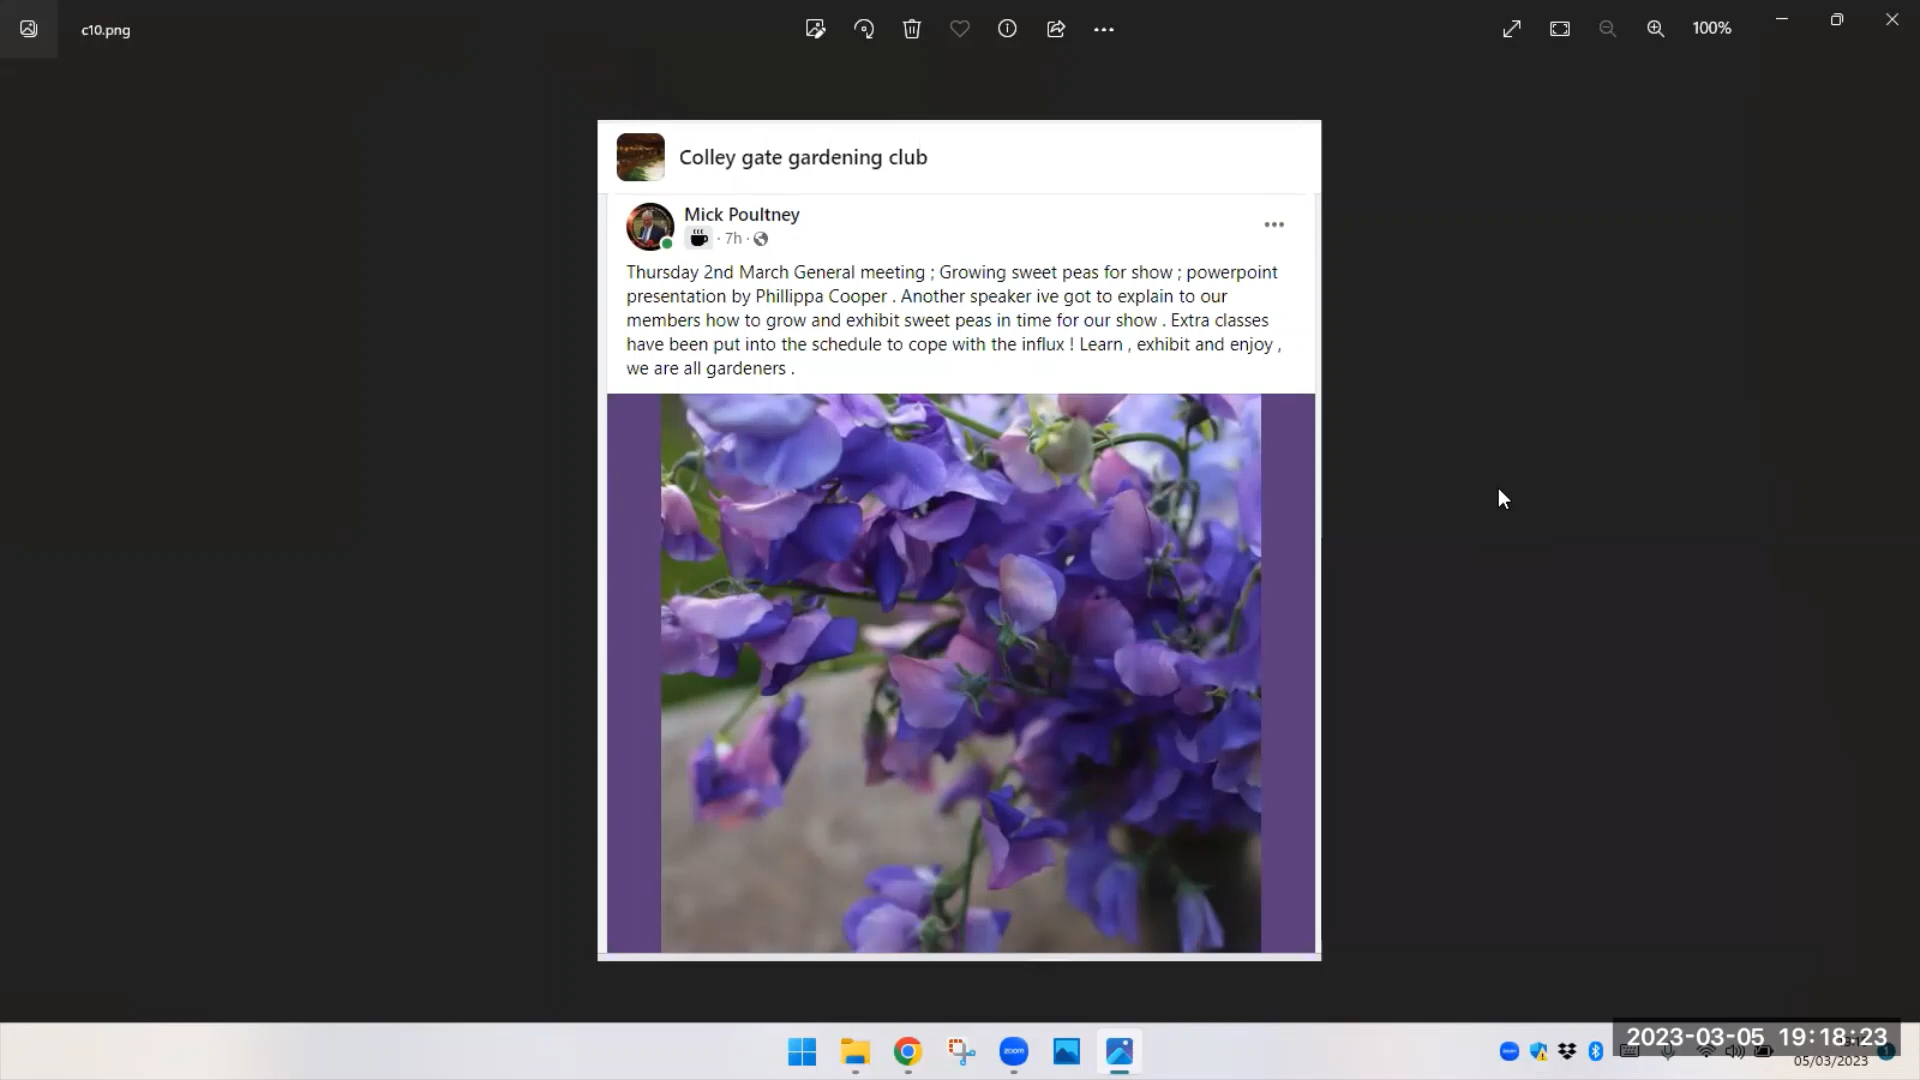 c10.png
100%
Colley gate gardening club
Mick Poultney
· 7h ·
Thursday 2nd March General meeting ; Growing sweet peas for show ; powerpoint
presentation by Phillippa Cooper . Another speaker ive got to explain to our
members how to grow and exhibit sweet peas in time for our show . Extra classes
have been put into the schedule to cope with the influx ! Learn , exhibit and enjoy ,
we are all gardeners .
zoom
2023-03-05 19:18:23
05/03/2023
1